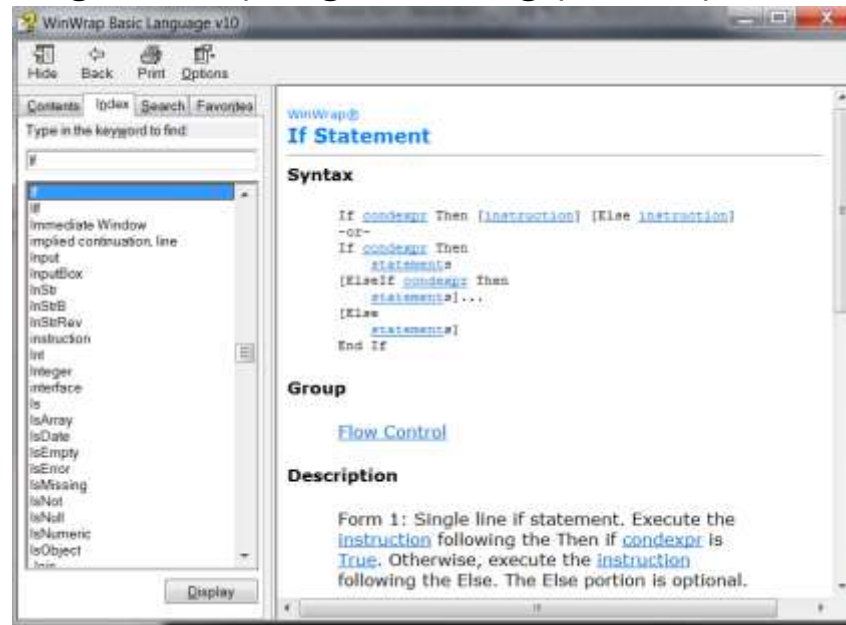 WinWrap Basic Language v10
Hide Back Print Options
Contents Index Search Favorites
Type in the keyword to find:
If
If
IIf
Immediate Window
implied continuation, line
Input
InputBox
InStr
InStrB
InStrRev
instruction
Int
Integer
interface
Is
IsArray
IsDate
IsEmpty
IsError
IsMissing
IsNot
IsNull
IsNumeric
IsObject
Join
Display
WinWrap®
If Statement
Syntax
If condexpr Then [instruction] [Else instruction]
-or-
If condexpr Then
statements
[ElseIf condexpr Then
statements]...
[Else
statements]
End If
Group
Flow Control
Description
Form 1: Single line if statement. Execute the
instruction following the Then if condexpr is
True. Otherwise, execute the instruction
following the Else. The Else portion is optional.